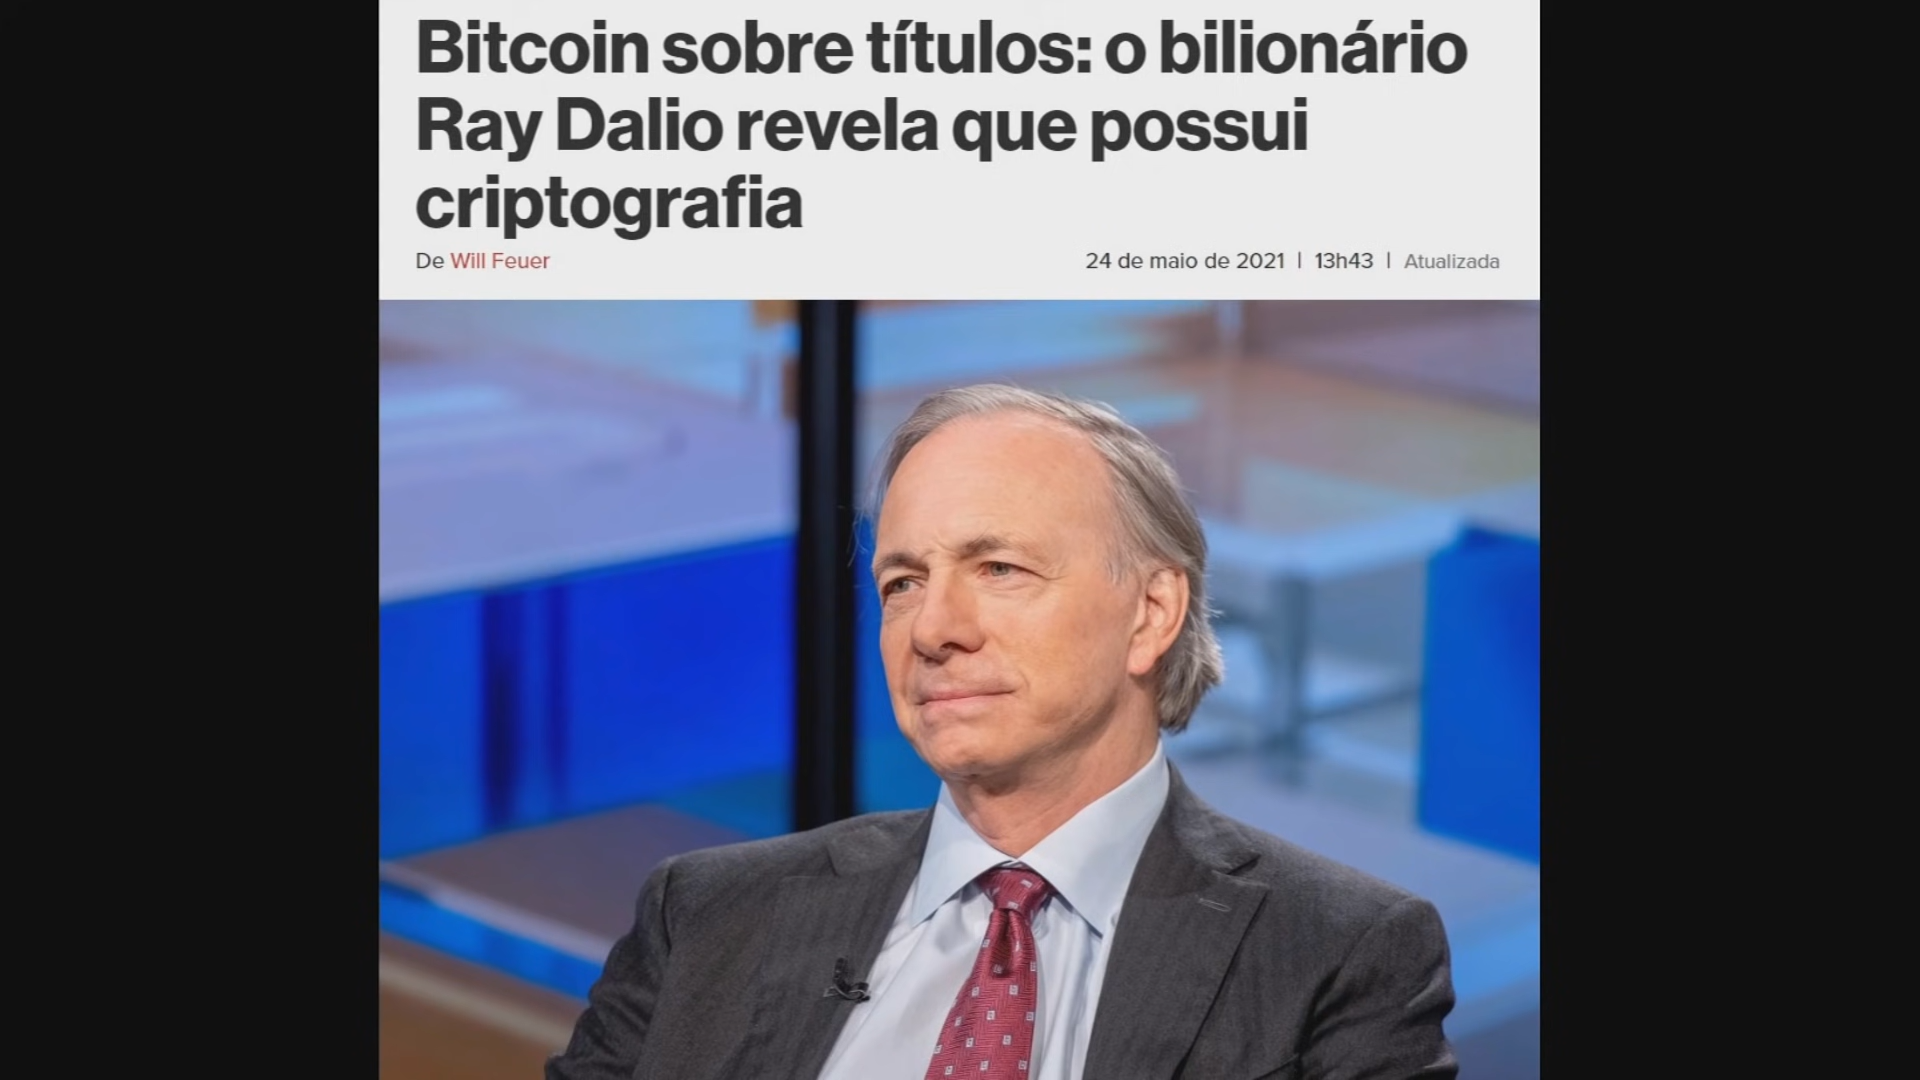 Bitcoin sobre títulos: o bilionário
Ray Dalio revela que possui
criptografia
De Will Feuer
24 de maio de 2021 | 13h43 | Atualizada